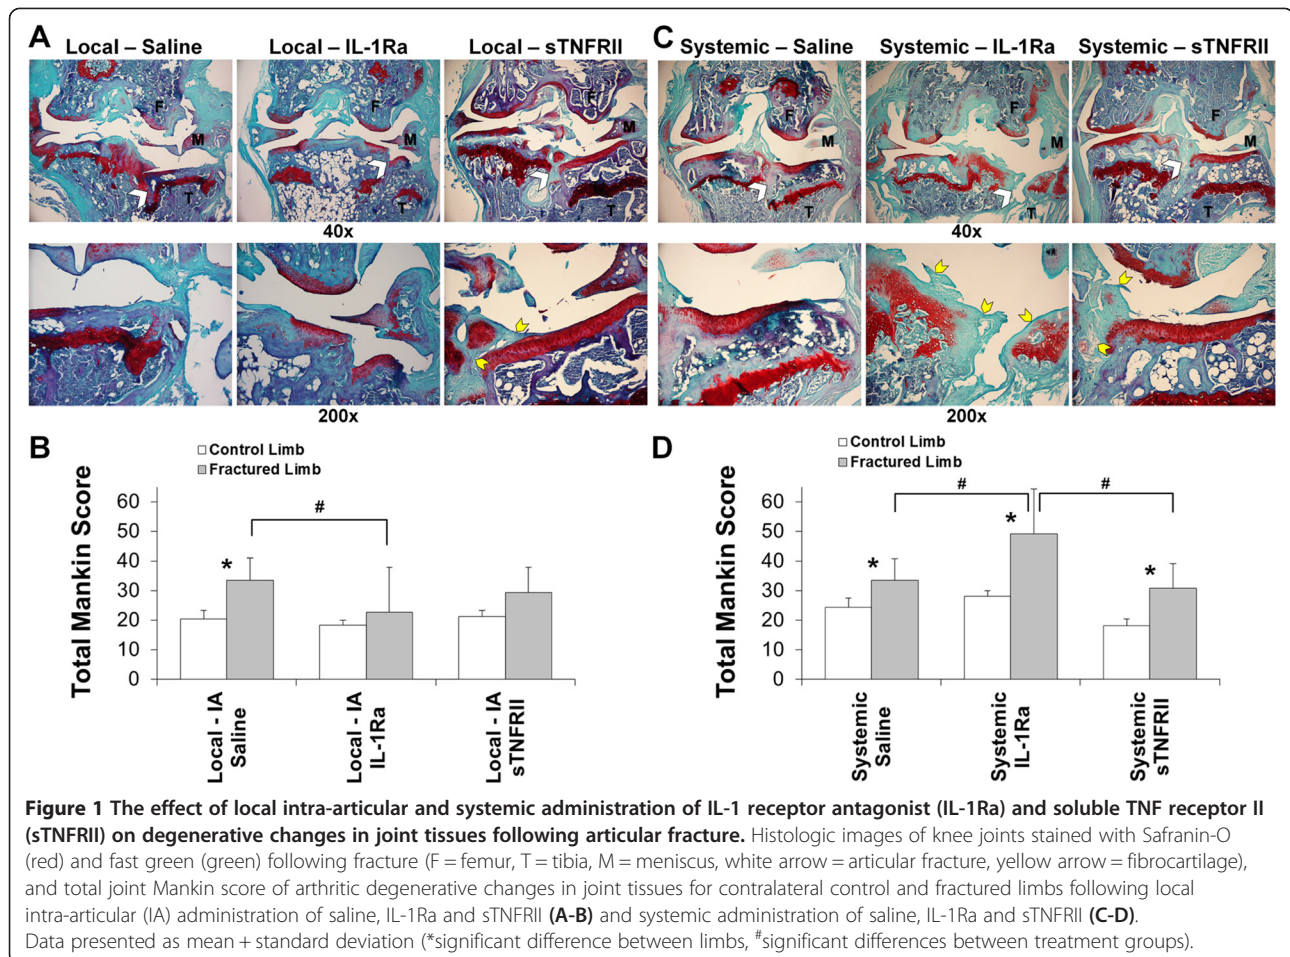 A
Local – Saline
Local – IL-1Ra
Local – sTNFRII
F
M
T
F
M
T
F
M
T
40x
200x
C
Systemic – Saline
Systemic – IL-1Ra
Systemic – sTNFRII
F
M
T
F
M
T
F
M
T
40x
200x
B
Control Limb
Fractured Limb
Total Mankin Score
60
50
40
30
20
10
0
*
#
Local - IA
Saline
Local - IA
IL-1Ra
Local - IA
sTNFRII
D
Control Limb
Fractured Limb
Total Mankin Score
60
50
40
30
20
10
0
*
#
*
#
*
Systemic
Saline
Systemic
IL-1Ra
Systemic
sTNFRII
Figure 1 The effect of local intra-articular and systemic administration of IL-1 receptor antagonist (IL-1Ra) and soluble TNF receptor II
(sTNFRII) on degenerative changes in joint tissues following articular fracture. Histologic images of knee joints stained with Safranin-O
(red) and fast green (green) following fracture (F = femur, T = tibia, M = meniscus, white arrow = articular fracture, yellow arrow = fibrocartilage),
and total joint Mankin score of arthritic degenerative changes in joint tissues for contralateral control and fractured limbs following local
intra-articular (IA) administration of saline, IL-1Ra and sTNFRII (A-B) and systemic administration of saline, IL-1Ra and sTNFRII (C-D).
Data presented as mean + standard deviation (*significant difference between limbs, #significant differences between treatment groups).